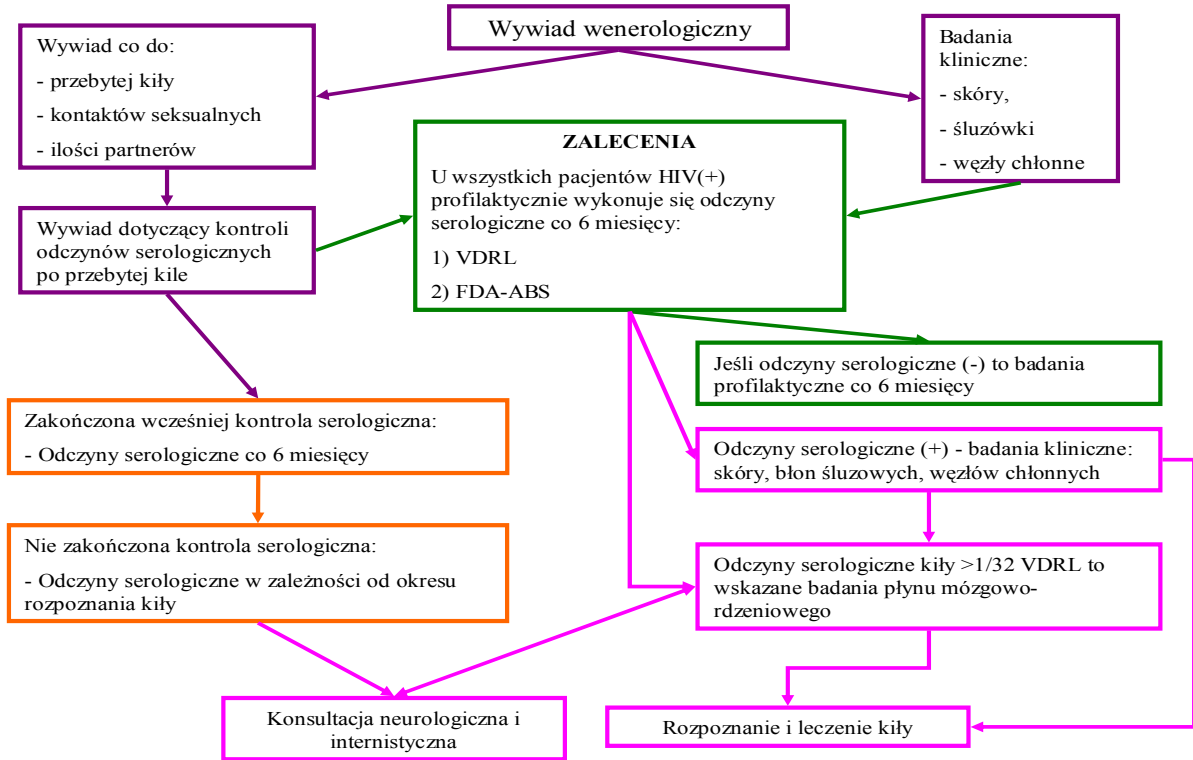 Wywiad wenerologiczny
Wywiad co do:
- przebytej kiły
- kontaktów seksualnych
- ilości partnerów
Badania
kliniczne:
- skóry,
- śluzówki
- węzły chłonne
ZALECENIA
U wszystkich pacjentów HIV(+)
profilaktycznie wykonuje się odczyny
serologiczne co 6 miesięcy:
1) VDRL
2) FDA-ABS
Wywiad dotyczący kontroli
odczynów serologicznych
po przebytej kile
Jeśli odczyny serologiczne (-) to badania
profilaktyczne co 6 miesięcy
Zakończona wcześniej kontrola serologiczna:
- Odczyny serologiczne co 6 miesięcy
Odczyny serologiczne (+) - badania kliniczne:
skóry, błon śluzowych, węzłów chłonnych
Nie zakończona kontrola serologiczna:
- Odczyny serologiczne w zależności od okresu
rozpoznania kiły
Odczyny serologiczne kiły >1/32 VDRL to
wskazane badania płynu mózgowo-
rdzeniowego
Konsultacja neurologiczna i
internistyczna
Rozpoznanie i leczenie kiły